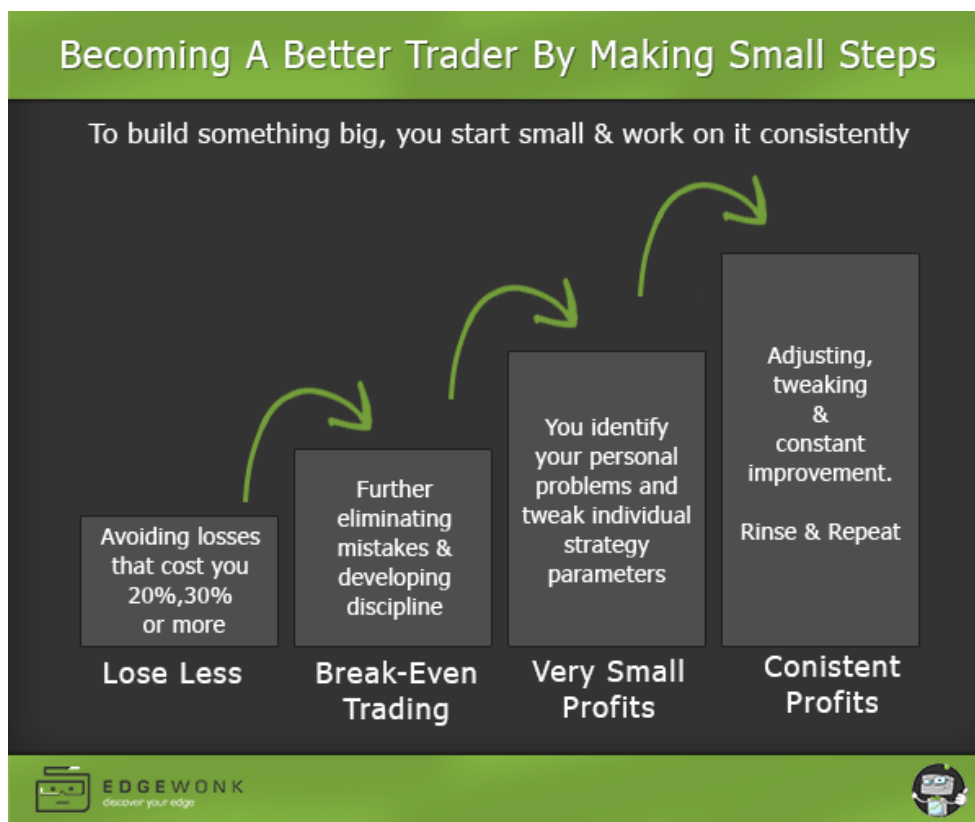 Becoming A Better Trader By Making Small Steps
To build something big, you start small & work on it consistently
Avoiding losses
that cost you
20%,30%
or more
Lose Less
Further
eliminating
mistakes &
developing
discipline
Break-Even
Trading
You identify
your personal
problems and
tweak individual
strategy
parameters
Very Small
Profits
Adjusting,
tweaking
&
constant
improvement.
Rinse & Repeat
Conistent
Profits
EDGEWONK
discover your edge